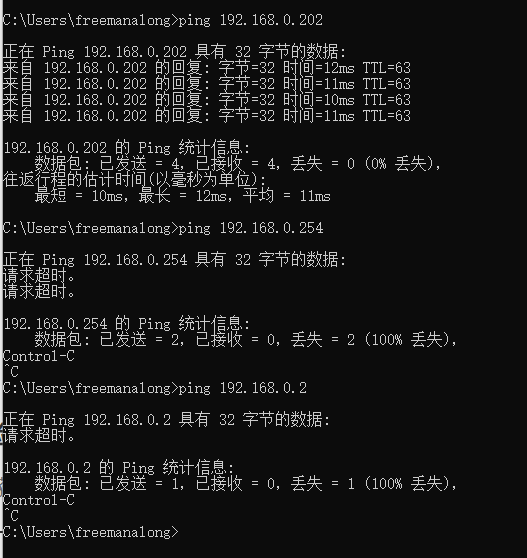 C:\Users\freemanalong>ping 192.168.0.202
正在 Ping 192.168.0.202 具有 32 字节的数据:
来自 192.168.0.202 的回复: 字节=32 时间=12ms TTL=63
来自 192.168.0.202 的回复: 字节=32 时间=11ms TTL=63
来自 192.168.0.202 的回复: 字节=32 时间=10ms TTL=63
来自 192.168.0.202 的回复: 字节=32 时间=11ms TTL=63
192.168.0.202 的 Ping 统计信息:
数据包: 已发送 = 4, 已接收 = 4, 丢失 = 0 (0% 丢失),
往返行程的估计时间(以毫秒为单位):
最短 = 10ms, 最长 = 12ms, 平均 = 11ms
C:\Users\freemanalong>ping 192.168.0.254
正在 Ping 192.168.0.254 具有 32 字节的数据:
请求超时。
请求超时。
192.168.0.254 的 Ping 统计信息:
数据包: 已发送 = 2, 已接收 = 0, 丢失 = 2 (100% 丢失),
Control-C
^C
C:\Users\freemanalong>ping 192.168.0.2
正在 Ping 192.168.0.2 具有 32 字节的数据:
请求超时。
192.168.0.2 的 Ping 统计信息:
数据包: 已发送 = 1, 已接收 = 0, 丢失 = 1 (100% 丢失),
Control-C
^C
C:\Users\freemanalong>